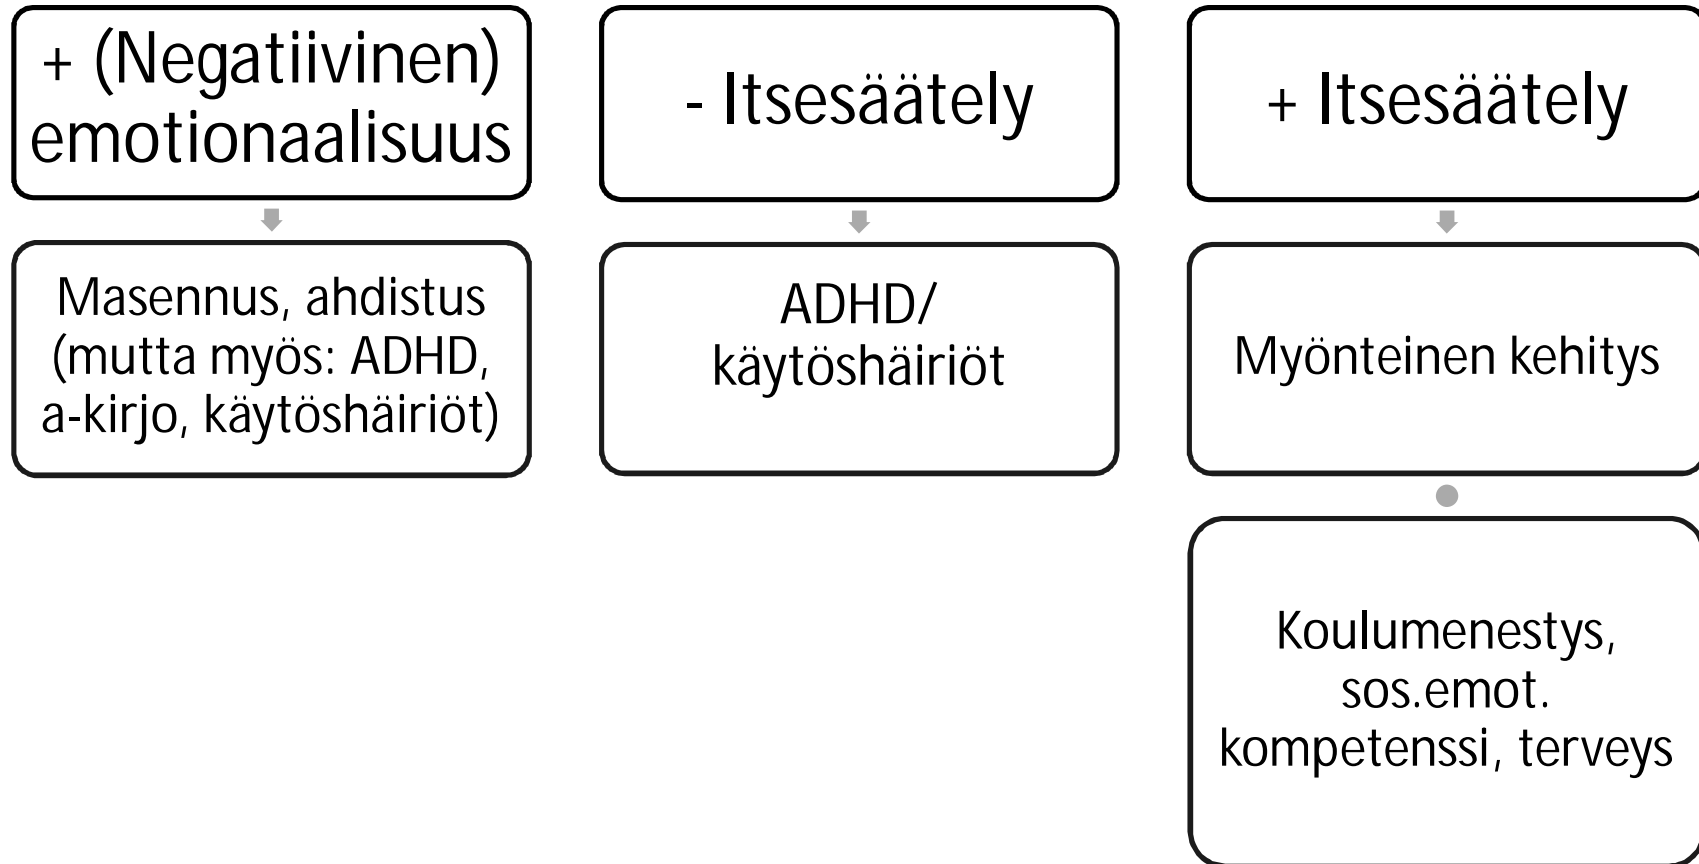 + (Negatiivinen)
emotionaalisuus
Masennus, ahdistus
(mutta myös: ADHD,
a-kirjo, käytöshäiriöt)
- Itsesäätely
ADHD/
käytöshäiriöt
+ Itsesäätely
Myönteinen kehitys
Koulumenestys,
sos.emot.
kompetenssi, terveys